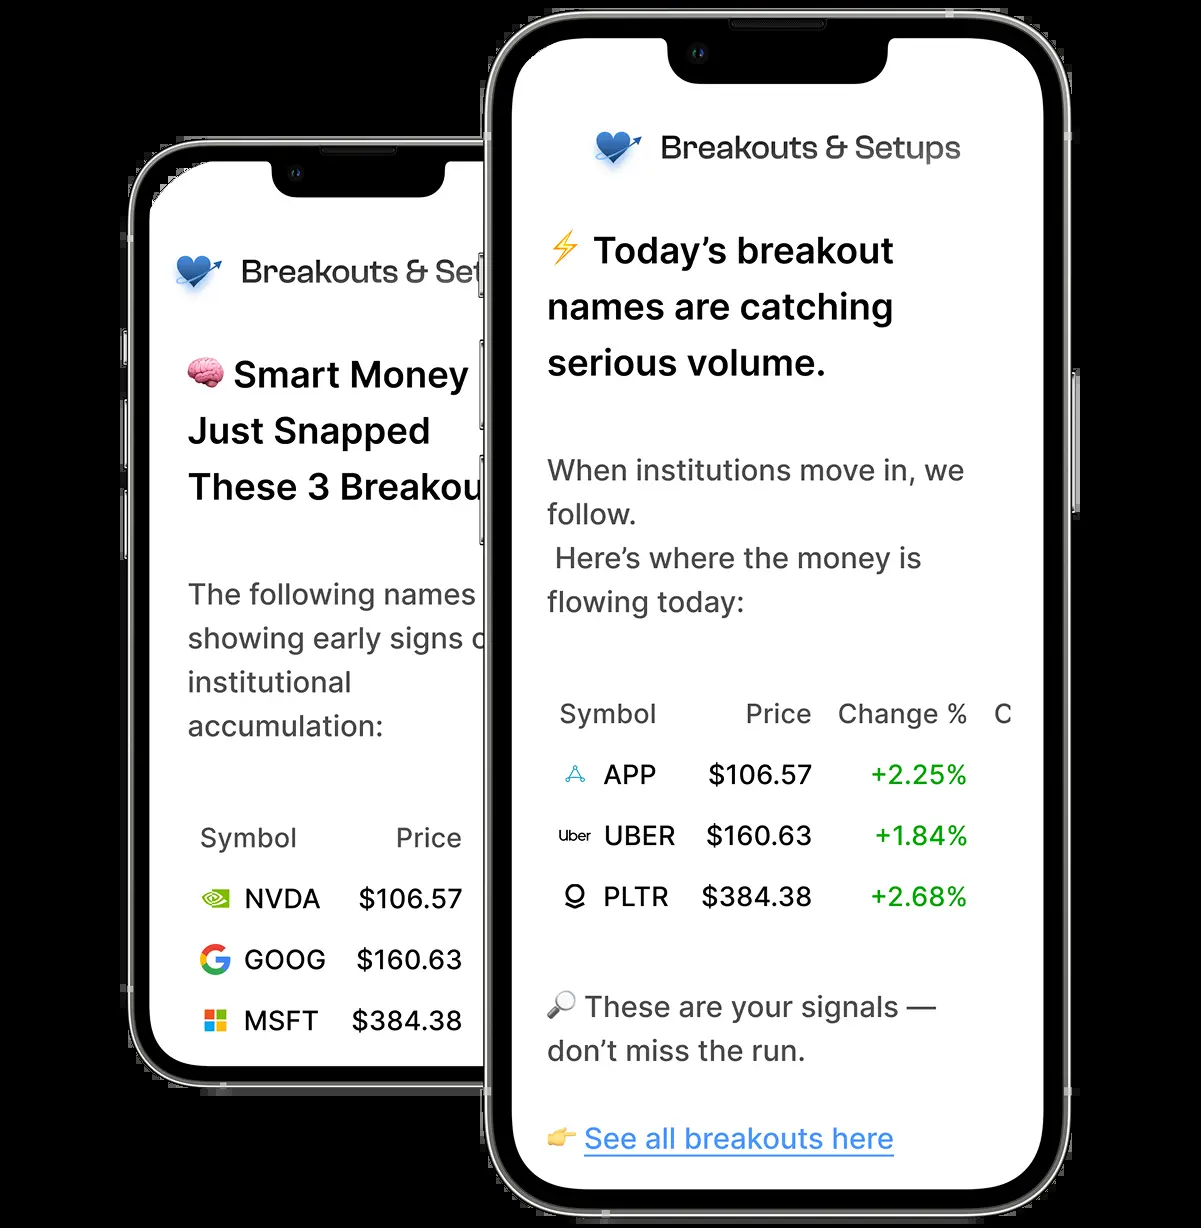 Breakouts & Setups
🧠 Smart Money
Just Snapped
These 3 Breakou
The following names
showing early signs
institutional
accumulation:
Symbol Price
NVDA $106.57
GOOG $160.63
MSFT $384.38
Breakouts & Setups
⚡ Today’s breakout
names are catching
serious volume.
When institutions move in, we
follow.
Here’s where the money is
flowing today:
Symbol Price Change % C
APP $106.57 +2.25%
Uber UBER $160.63 +1.84%
PLTR $384.38 +2.68%
🔎 These are your signals —
don’t miss the run.
👉 See all breakouts here